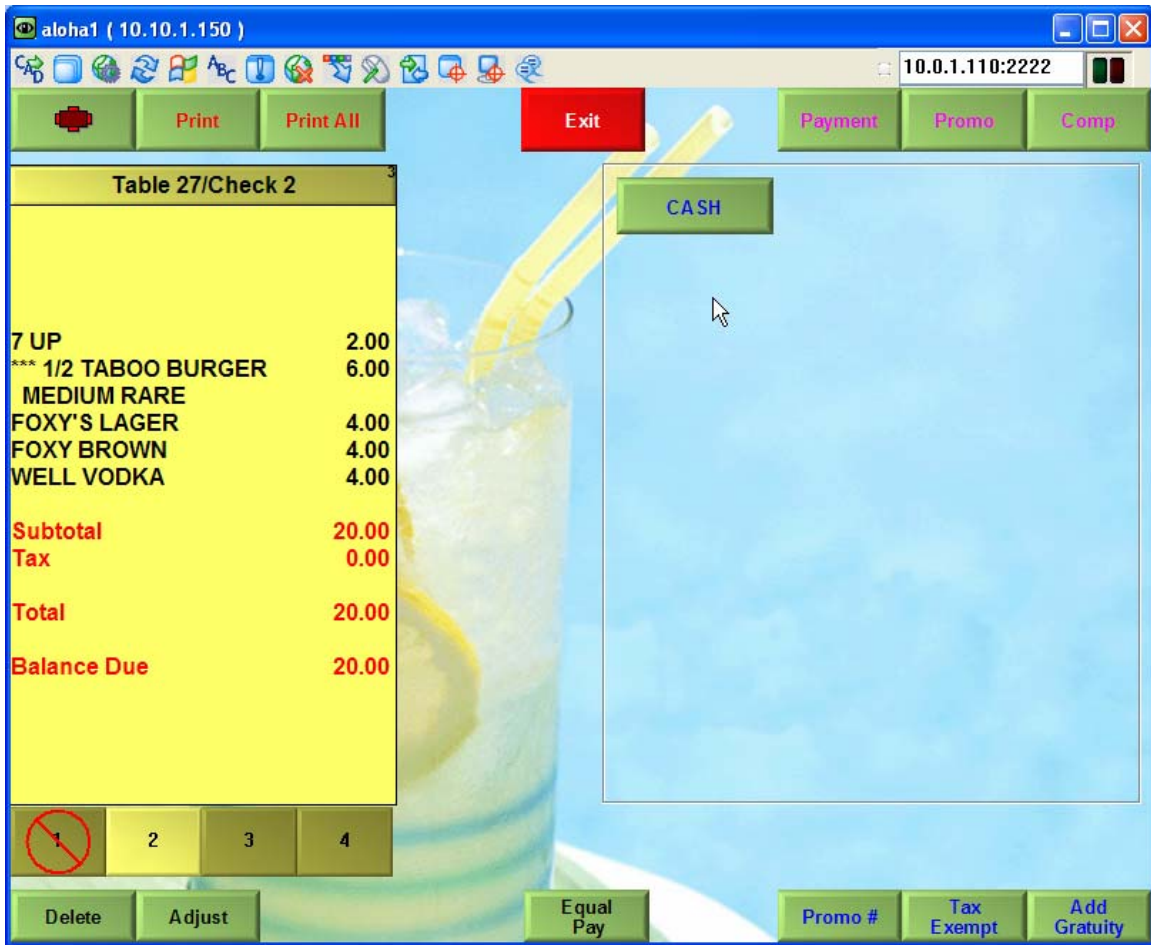 aloha1 ( 10.10.1.150 )
CAD ABC 10.0.1.110:2222
Print Print All Exit Payment Promo Comp
Table 27/Check 2 3
CASH
7 UP 2.00
*** 1/2 TABOO BURGER 6.00
MEDIUM RARE
FOXY'S LAGER 4.00
FOXY BROWN 4.00
WELL VODKA 4.00
Subtotal 20.00
Tax 0.00
Total 20.00
Balance Due 20.00
1 2 3 4
Delete Adjust Equal Pay Promo # Tax Exempt Add Gratuity